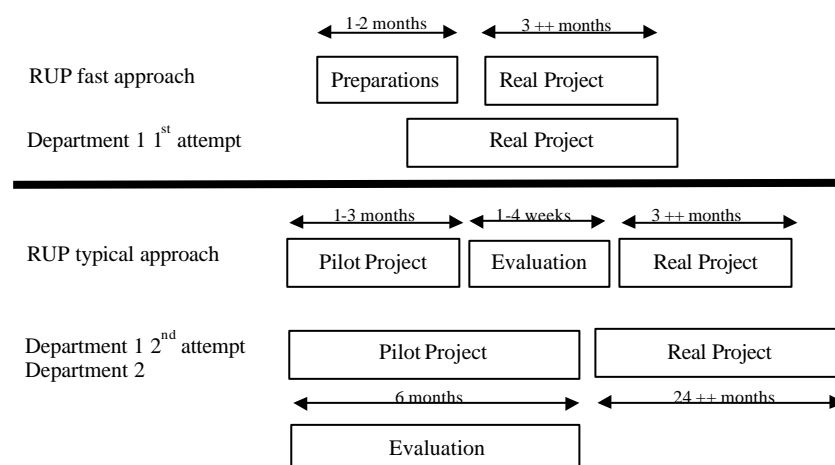 1-2 months 3 ++ months
RUP fast approach Preparations Real Project
Department 1 1st attempt Real Project
1-3 months 1-4 weeks 3 ++ months
RUP typical approach Pilot Project Evaluation Real Project
Department 1 2nd attempt Pilot Project Real Project
Department 2
6 months 24 ++ months
Evaluation